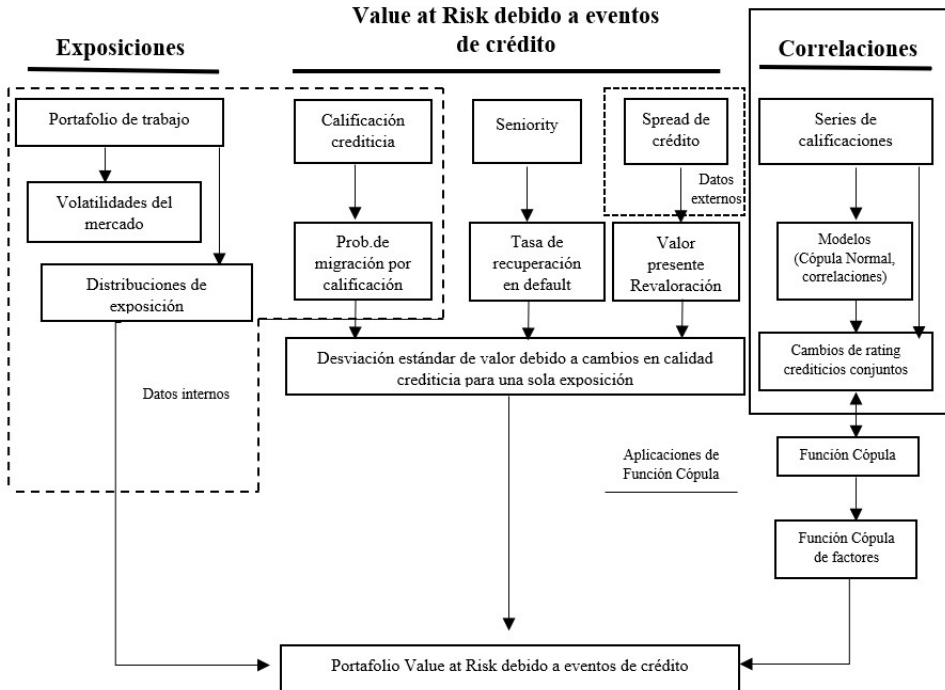 Exposiciones
Portafolio de trabajo
Volatilidades del
mercado
Distribuciones de
exposición
Datos internos
Value at Risk debido a eventos
de crédito
Calificación
crediticia
Prob.de
migración por
calificación
Seniority
Tasa de
recuperación
en default
Spread de
crédito
Datos
externos
Valor
presente
Revaloración
Desviación estándar de valor debido a cambios en calidad
crediticia para una sola exposición
Correlaciones
Series de
calificaciones
Modelos
(Cópula Normal,
correlaciones)
Cambios de rating
crediticios conjuntos
Aplicaciones de
Función Cópula
Función Cópula
Función Cópula
de factores
Portafolio Value at Risk debido a eventos de crédito